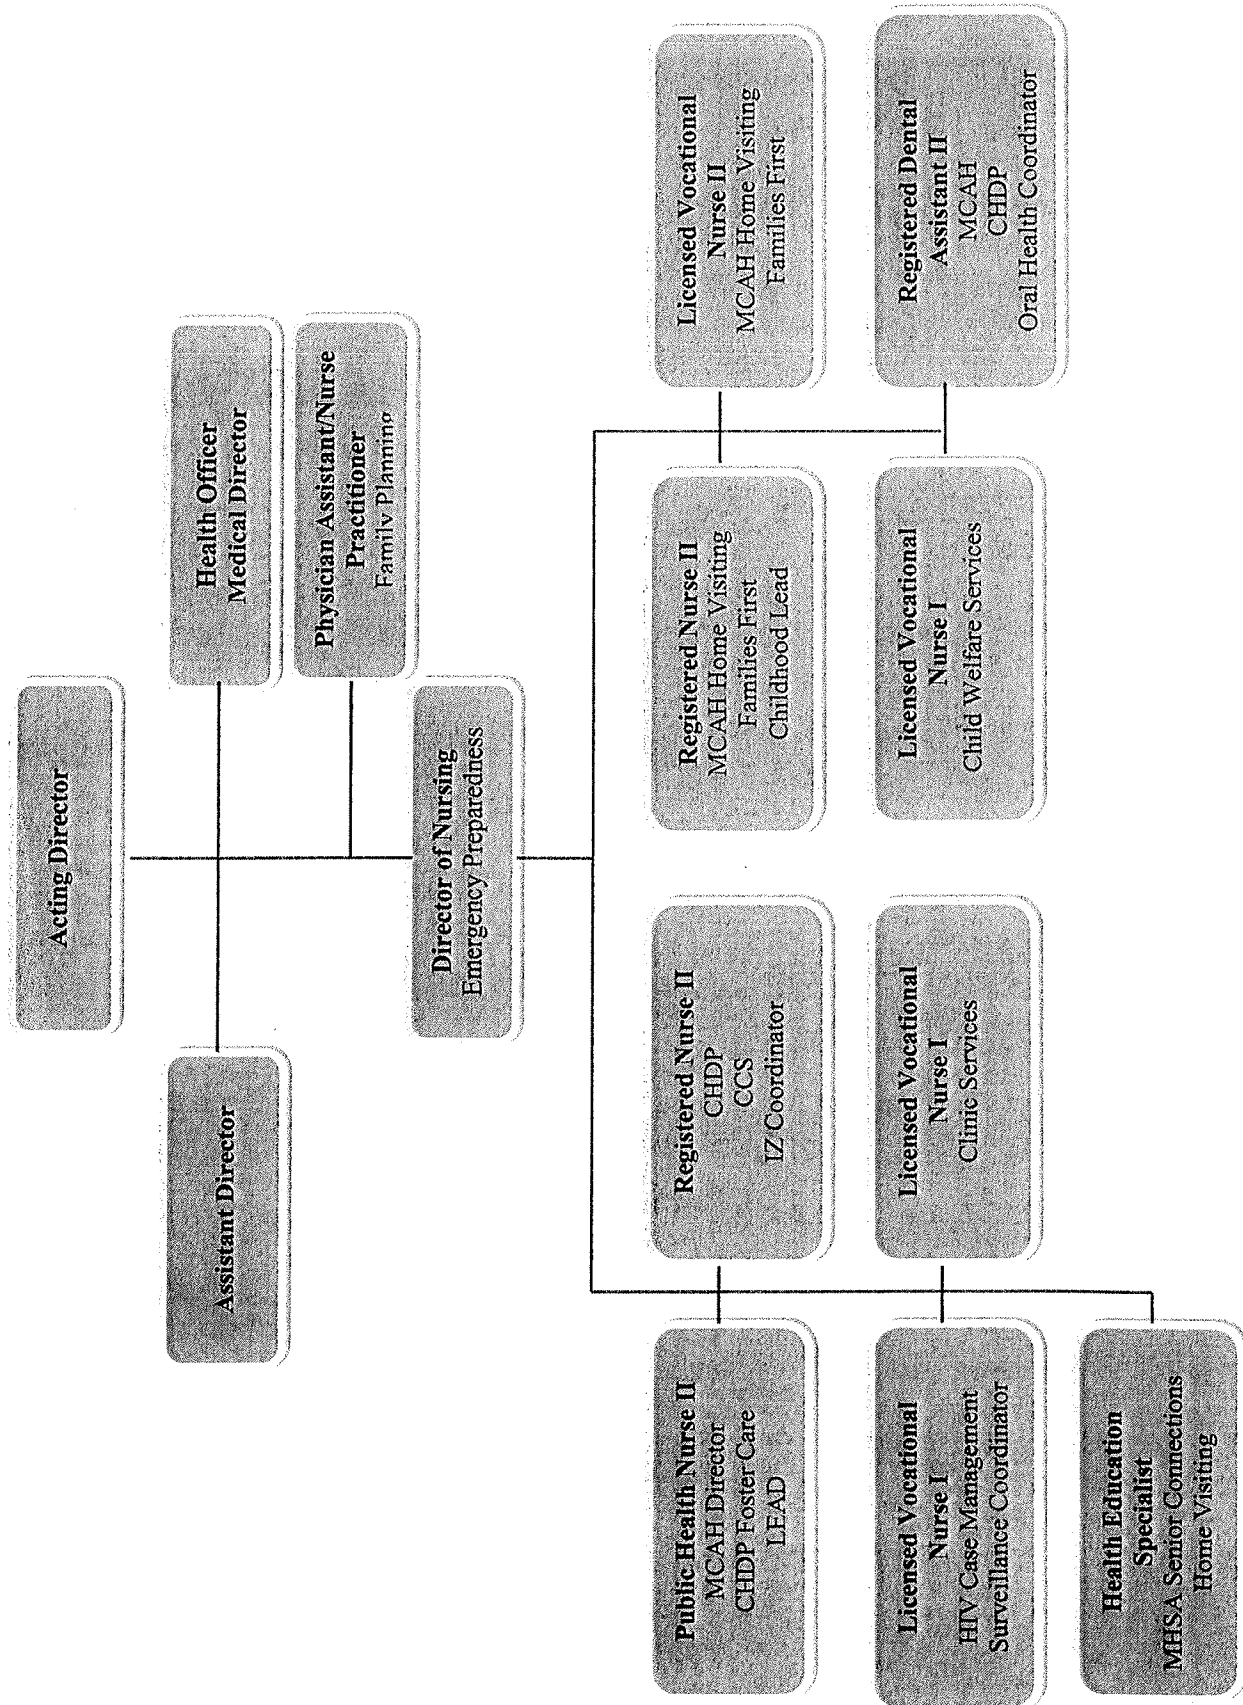 Acting Director
Assistant Director
Health Officer
Medical Director
Physician Assistant/Nurse
Practitioner
Family Planning
Director of Nursing
Emergency Preparedness
Public Health Nurse II
MCAH Director
CHDP Foster Care
LEAD
Registered Nurse II
CHDP
CCS
IZ Coordinator
Registered Nurse II
MCAH Home Visiting
Families First
Childhood Lead
Licensed Vocational
Nurse II
MCAH Home Visiting
Families First
Licensed Vocational
Nurse I
HIV Case Management
Surveillance Coordinator
Licensed Vocational
Nurse I
Clinic Services
Licensed Vocational
Nurse I
Child Welfare Services
Registered Dental
Assistant II
MCAH
CHDP
Oral Health Coordinator
Health Education
Specialist
MHSA Senior Connections
Home Visiting